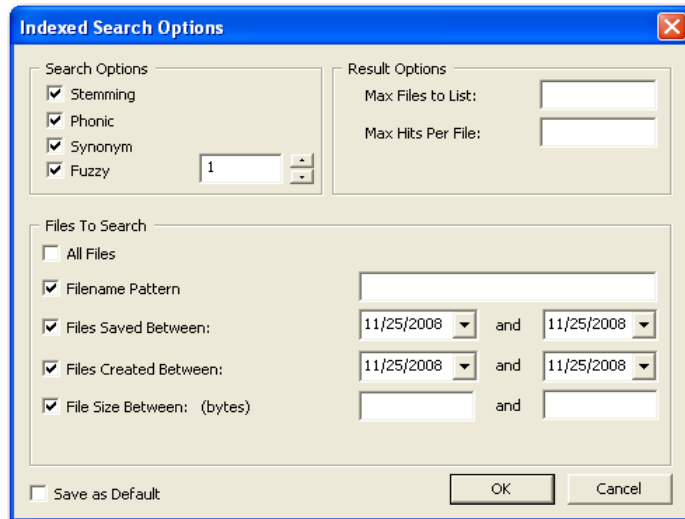 Indexed Search Options
Search Options
Stemming
Phonic
Synonym
Fuzzy 1
Result Options
Max Files to List:
Max Hits Per File:
Files To Search
All Files
Filename Pattern
Files Saved Between: 11/25/2008 and 11/25/2008
Files Created Between: 11/25/2008 and 11/25/2008
File Size Between: (bytes) and
Save as Default OK Cancel